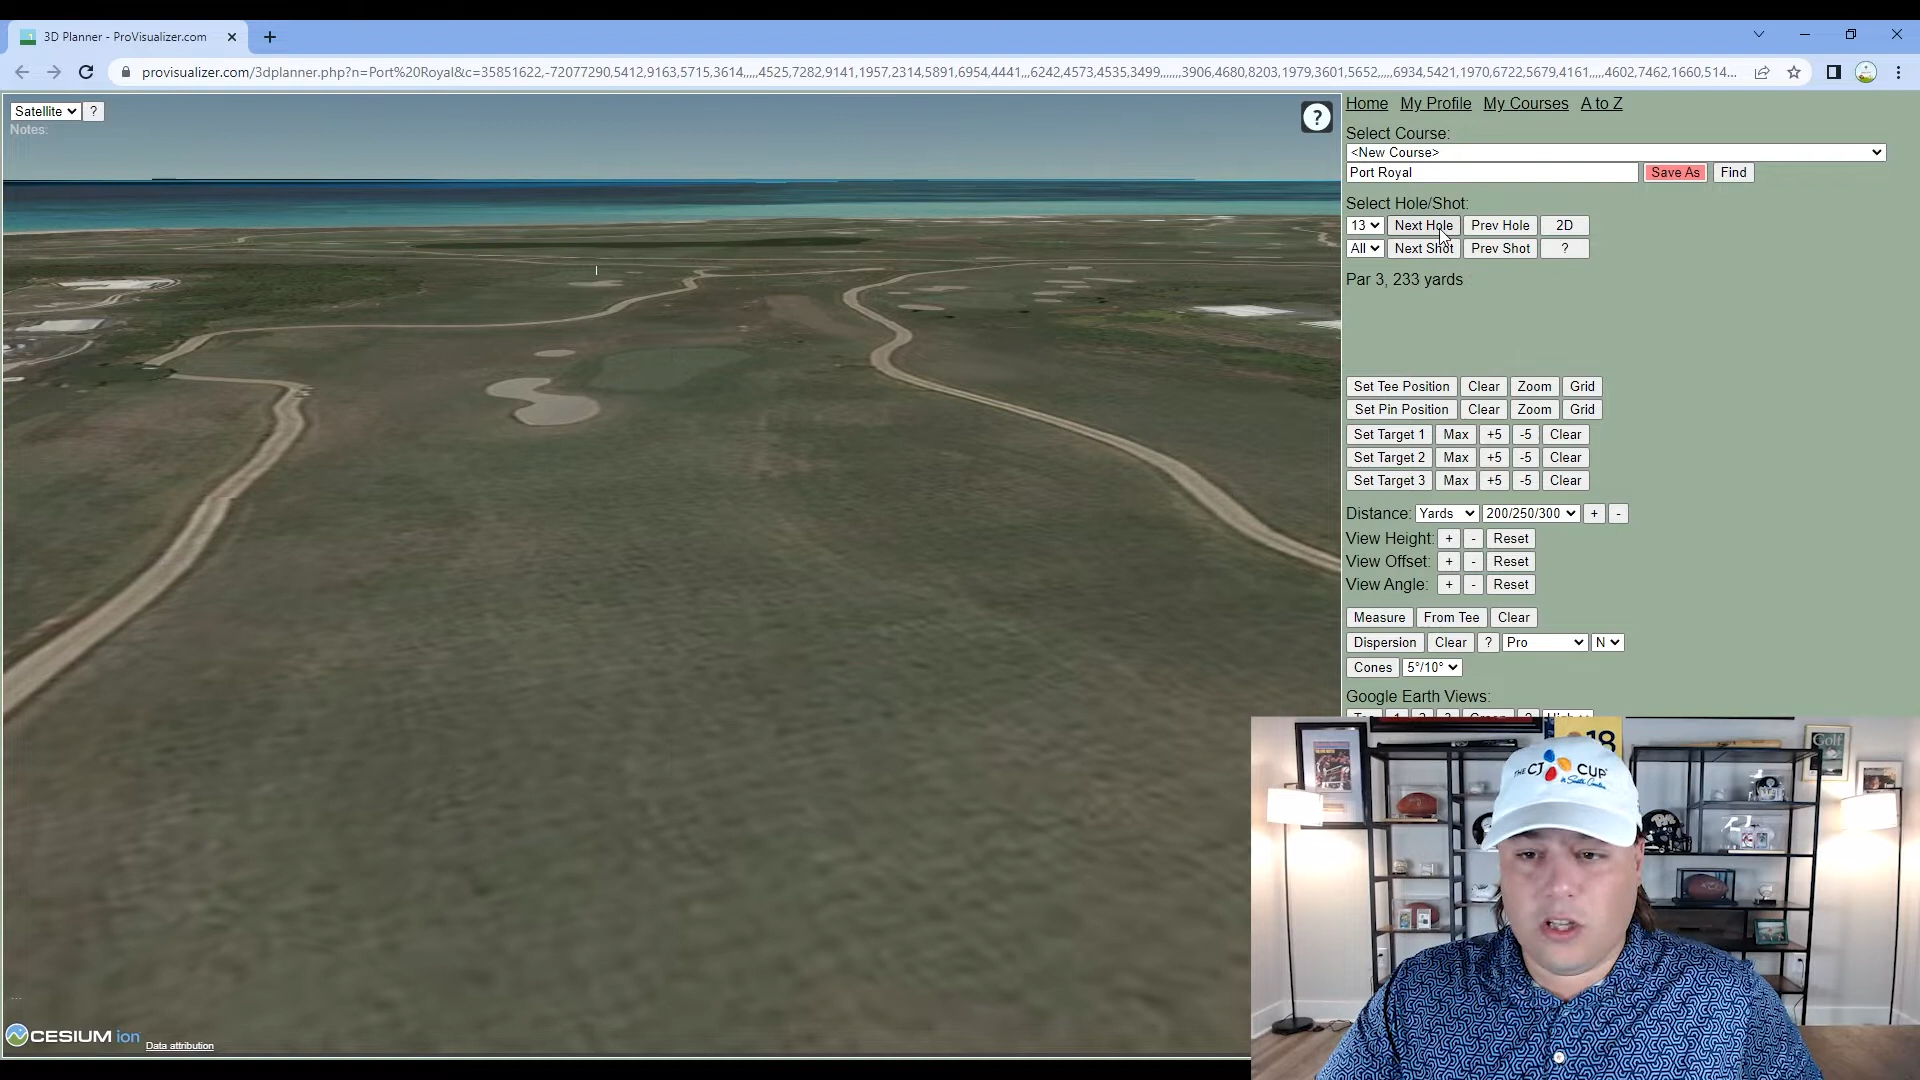 3D Planner - ProVisualizer.com
provisualizer.com/3dplanner.php?n=Port%20Royal&c=35851622,-72077290,5412,9163,5715,3614,,,,,4525,7282,9141,1957,2314,5891,6954,4441,,,6242,4573,4535,3499,,,,,,,3906,4680,8203,1979,3601,5652,,,,,6934,5421,1970,6722,5679,4161,,,,,4602,7462,1660,514...
Satellite ?
Notes:
?
Home My Profile My Courses A to Z
Select Course:
<New Course>
Port Royal Save As Find
Select Hole/Shot:
13 Next Hole Prev Hole 2D
All Next Shot Prev Shot ?
Par 3, 233 yards
Set Tee Position Clear Zoom Grid
Set Pin Position Clear Zoom Grid
Set Target 1 Max +5 -5 Clear
Set Target 2 Max +5 -5 Clear
Set Target 3 Max +5 -5 Clear
Distance: Yards 200/250/300 + -
View Height: + - Reset
View Offset: + - Reset
View Angle: + - Reset
Measure From Tee Clear
Dispersion Clear ? Pro N
Cones 5°/10°
Google Earth Views:
18
Golf
THE CJ CUP
in South Carolina
Pitt
...
CESIUM ion
Data attribution